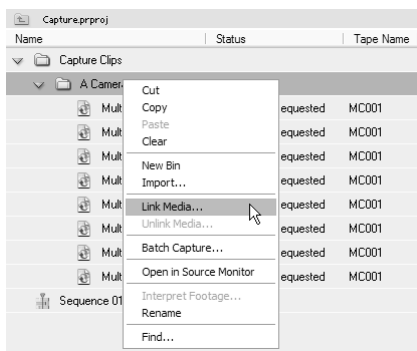 Capture.prproj
Name Status Tape Name
Capture Clips
A Camera
Cut
Copy
Paste
Clear
New Bin
Import...
Link Media...
Unlink Media...
Batch Capture...
Open in Source Monitor
Interpret Footage...
Rename
Find...
Mult equested MC001
Mult equested MC001
Mult equested MC001
Mult equested MC001
Mult equested MC001
Mult equested MC001
Mult equested MC001
Mult equested MC001
Sequence 01